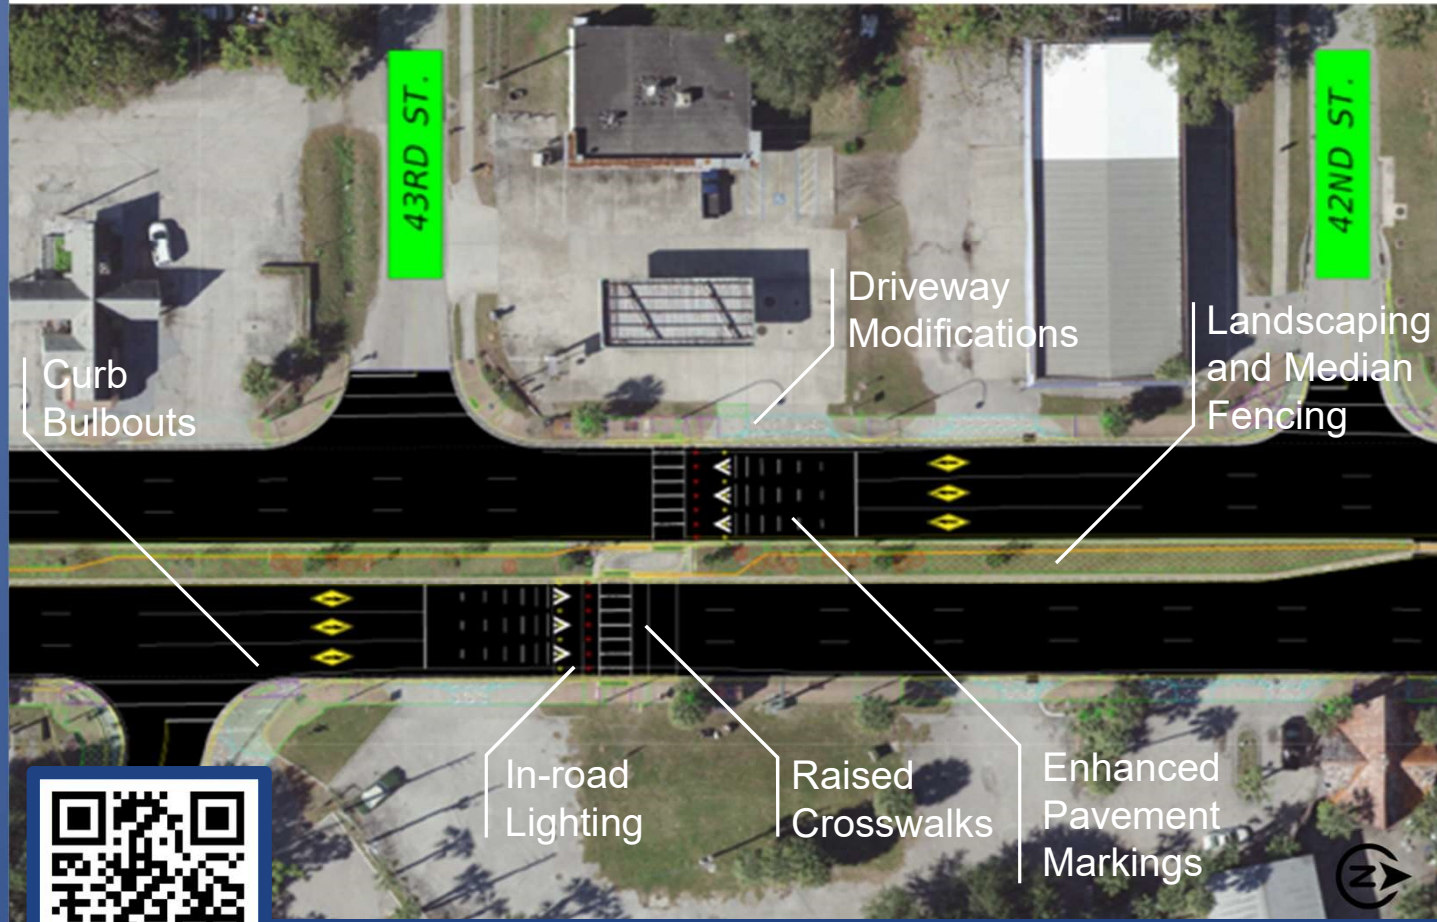 43RD ST.
42ND ST.
Driveway
Modifications
Landscaping
and Median
Fencing
Curb
Bulbouts
In-road
Lighting
Raised
Crosswalks
Enhanced
Pavement
Markings
N